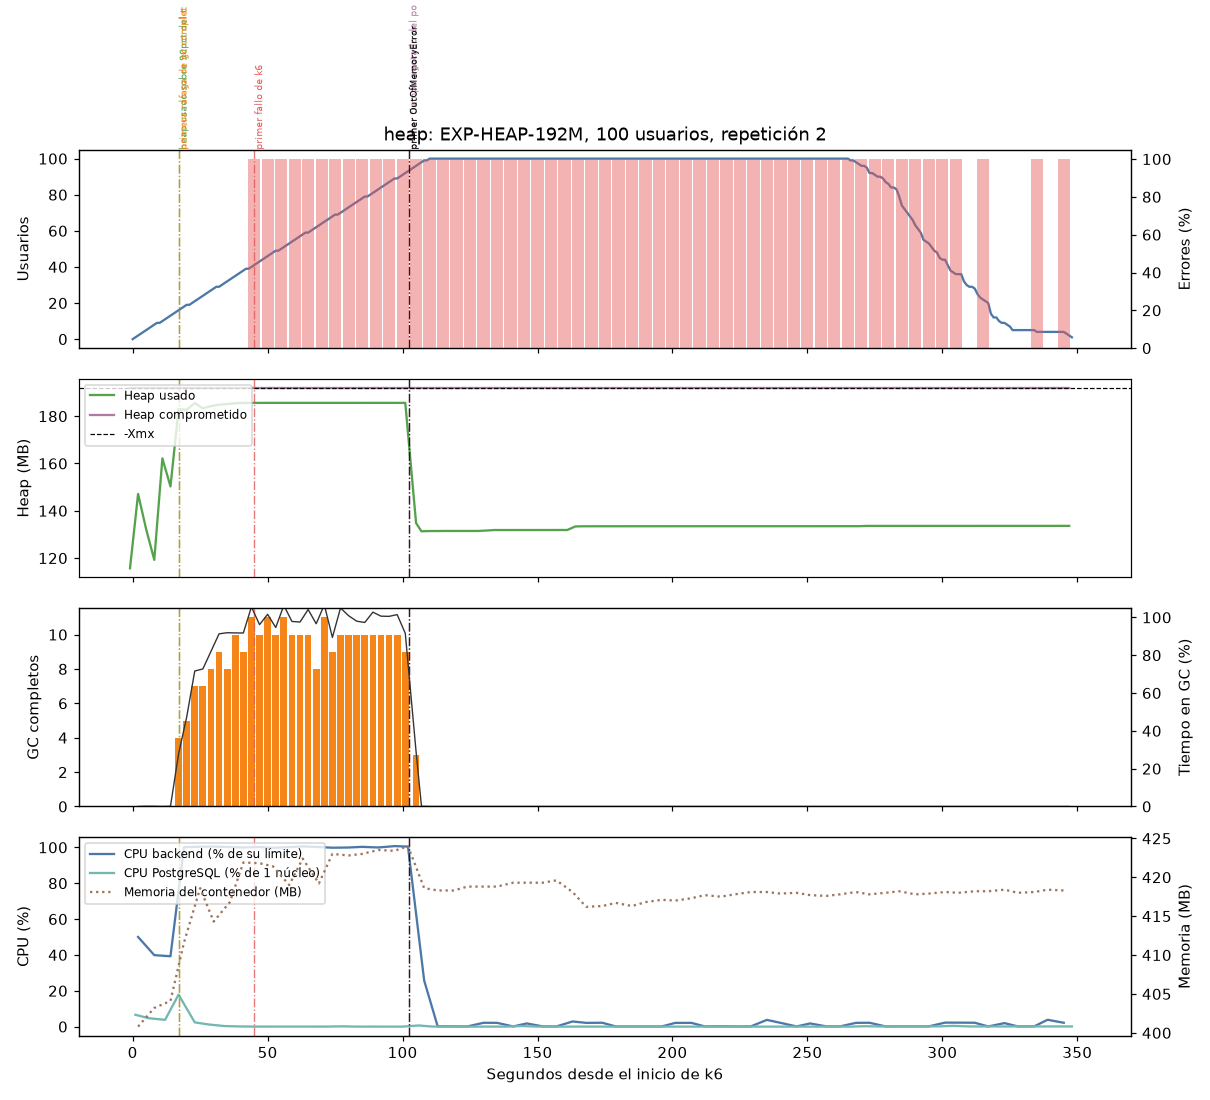 primer fallo de k6
primer OutOfMemoryError
heap: EXP-HEAP-192M, 100 usuarios, repetición 2
100
80
60
40
20
0
Usuarios
100
80
60
40
20
0
Errores (%)
Heap usado
Heap comprometido
-Xmx
180
160
140
120
Heap (MB)
10
8
6
4
2
0
GC completos
100
80
60
40
20
0
Tiempo en GC (%)
CPU backend (% de su límite)
CPU PostgreSQL (% de 1 núcleo)
Memoria del contenedor (MB)
100
80
60
40
20
0
CPU (%)
425
420
415
410
405
400
Memoria (MB)
0
50
100
150
200
250
300
350
Segundos desde el inicio de k6